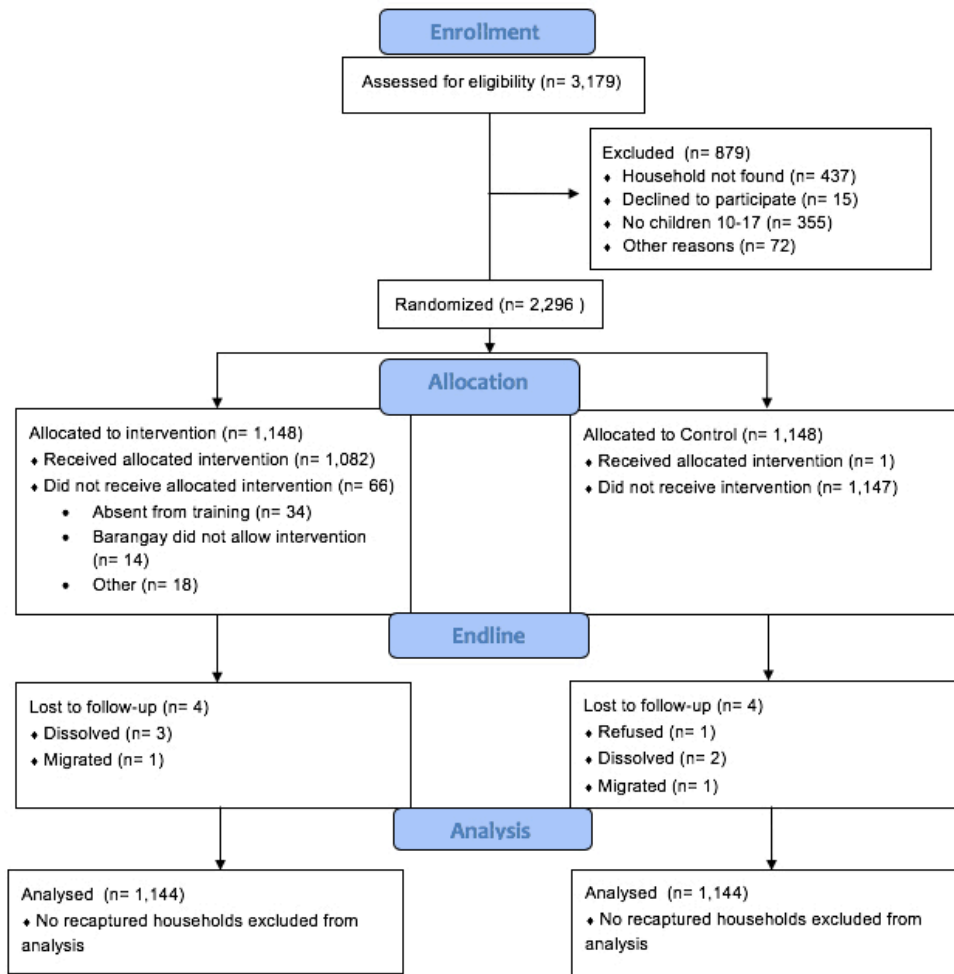 Enrollment
Assessed for eligibility (n= 3,179)
Excluded (n= 879)
♦ Household not found (n= 437)
♦ Declined to participate (n= 15)
♦ No children 10-17 (n= 355)
♦ Other reasons (n= 72)
Randomized (n= 2,296 )
Allocation
Allocated to intervention (n= 1,148)
♦ Received allocated intervention (n= 1,082)
♦ Did not receive allocated intervention (n= 66)
• Absent from training (n= 34)
• Barangay did not allow intervention
(n= 14)
• Other (n= 18)
Allocated to Control (n= 1,148)
♦ Received allocated intervention (n= 1)
♦ Did not receive intervention (n= 1,147)
Endline
Lost to follow-up (n= 4)
♦ Dissolved (n= 3)
♦ Migrated (n= 1)
Lost to follow-up (n= 4)
♦ Refused (n= 1)
♦ Dissolved (n= 2)
♦ Migrated (n= 1)
Analysis
Analysed (n= 1,144)
♦ No recaptured households excluded from
analysis
Analysed (n= 1,144)
♦ No recaptured households excluded from
analysis